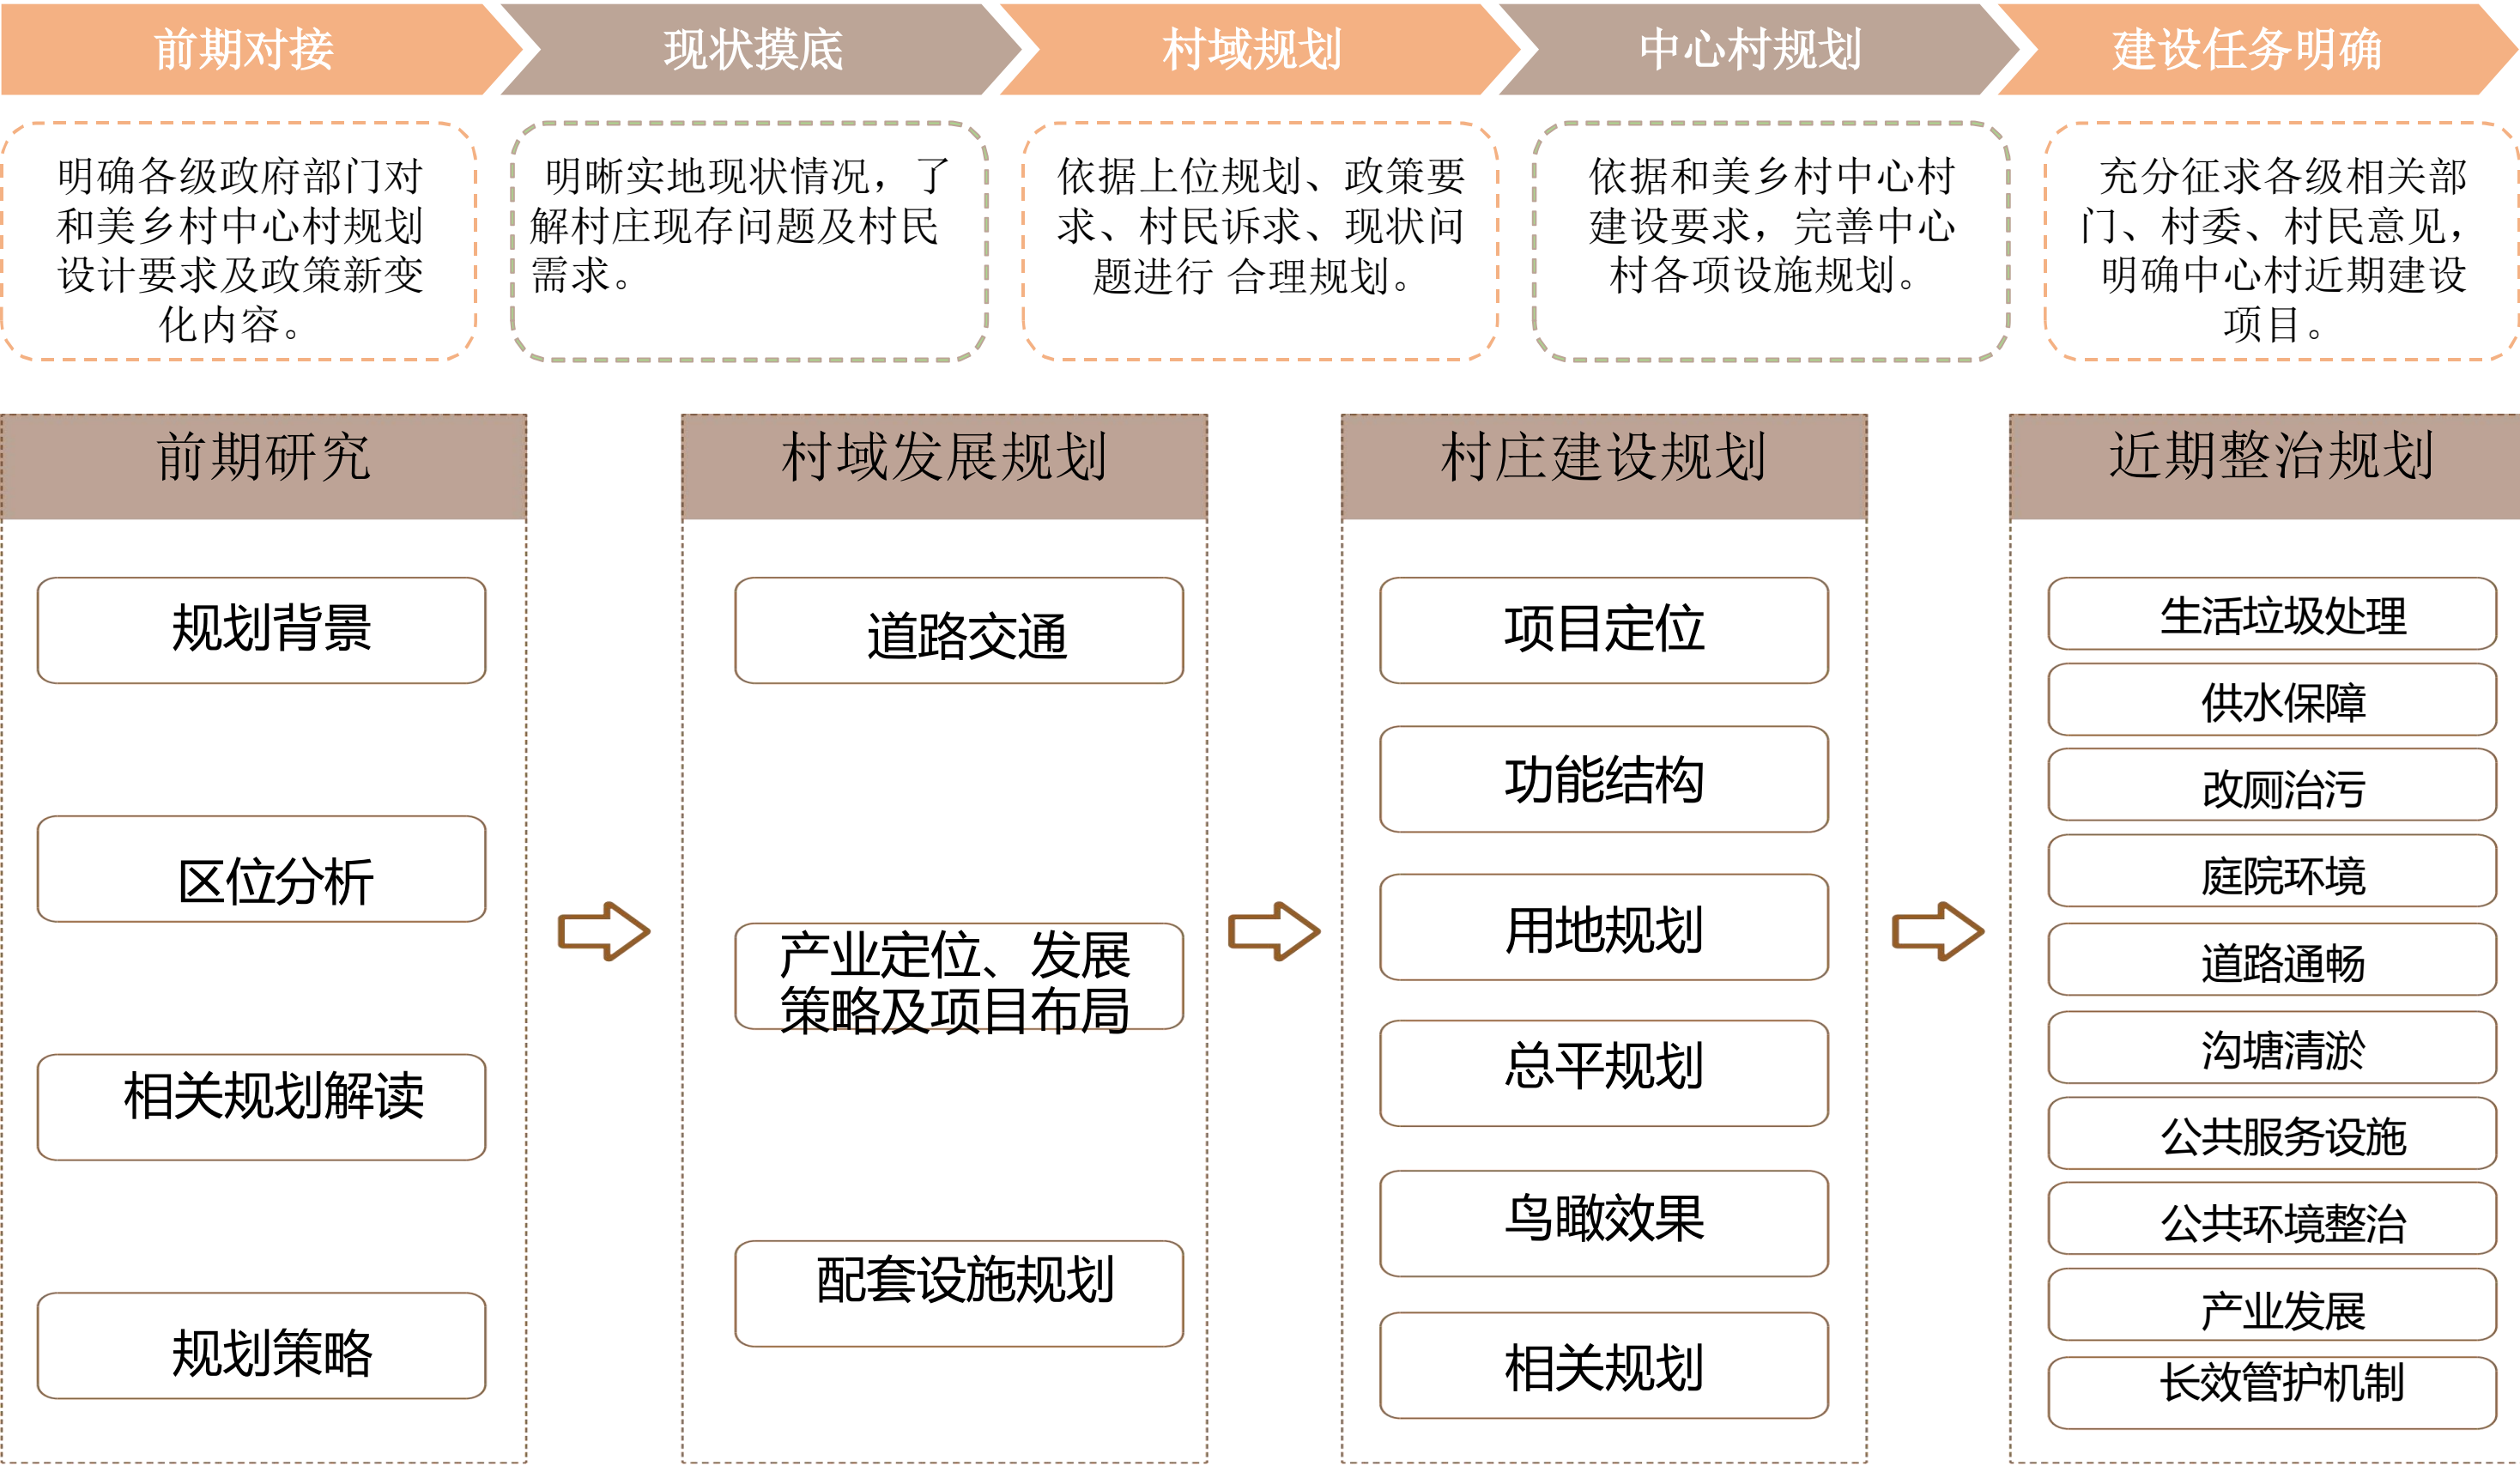 前期对接
现状摸底
村域规划
中心村规划
建设任务明确
明确各级政府部门对
和美乡村中心村规划
设计要求及政策新变
化内容。
明晰实地现状情况，了
解村庄现存问题及村民
需求。
依据上位规划、政策要
求、村民诉求、现状问
题进行 合理规划。
依据和美乡村中心村
建设要求，完善中心
村各项设施规划。
充分征求各级相关部
门、村委、村民意见，
明确中心村近期建设
项目。
前期研究
规划背景
区位分析
相关规划解读
规划策略
村域发展规划
道路交通
产业定位、发展
策略及项目布局
配套设施规划
村庄建设规划
项目定位
功能结构
用地规划
总平规划
鸟瞰效果
相关规划
近期整治规划
生活垃圾处理
供水保障
改厕治污
庭院环境
道路通畅
沟塘清淤
公共服务设施
公共环境整治
产业发展
长效管护机制